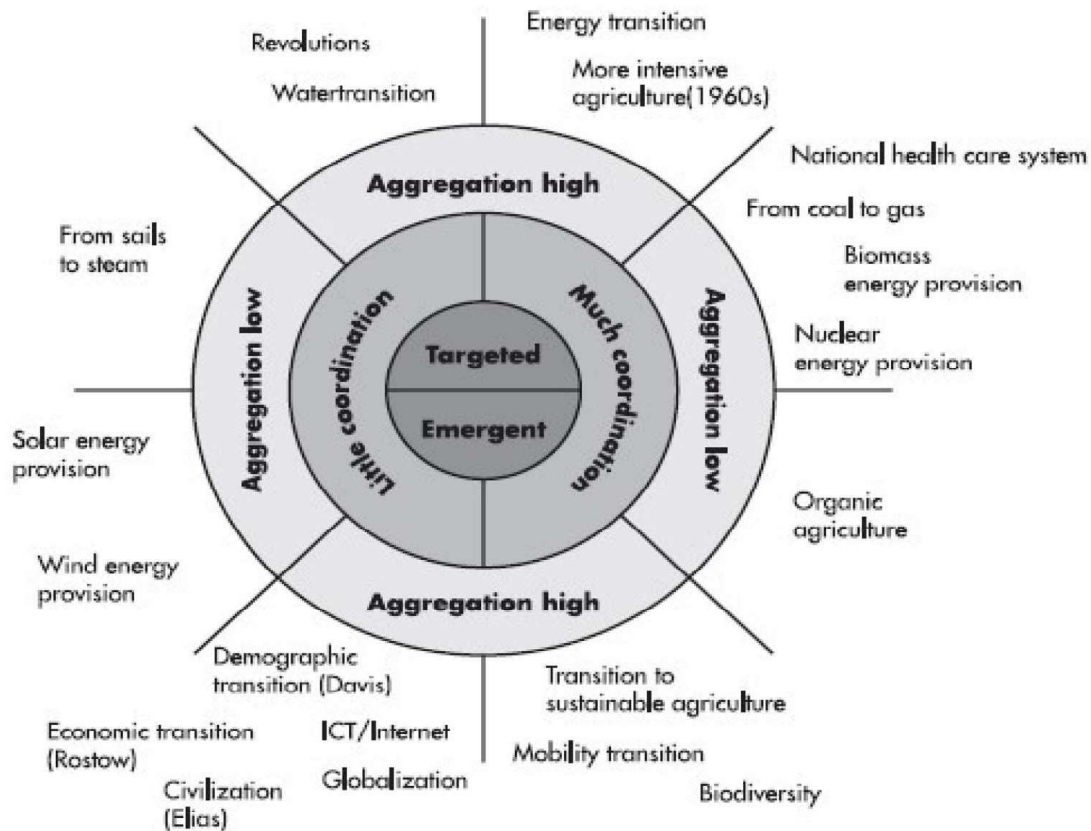 Revolutions
Watertransition
Energy transition
More intensive
agriculture(1960s)
National health care system
From coal to gas
Biomass
energy provision
Nuclear
energy provision
From sails
to steam
Aggregation high
Aggregation low
Little coordination
Targeted
Emergent
Much coordination
Aggregation low
Aggregation high
Solar energy
provision
Wind energy
provision
Organic
agriculture
Demographic
transition (Davis)
Economic transition
(Rostow)
ICT/Internet
Civilization
(Elias)
Globalization
Transition to
sustainable agriculture
Mobility transition
Biodiversity